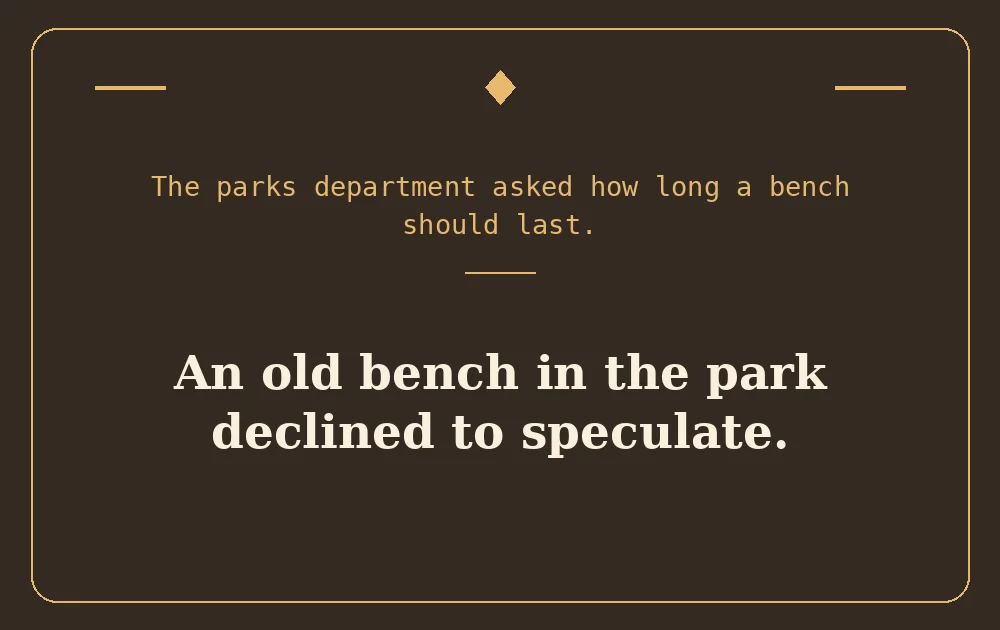 The parks department asked how long a bench
should last.
An old bench in the park
declined to speculate.